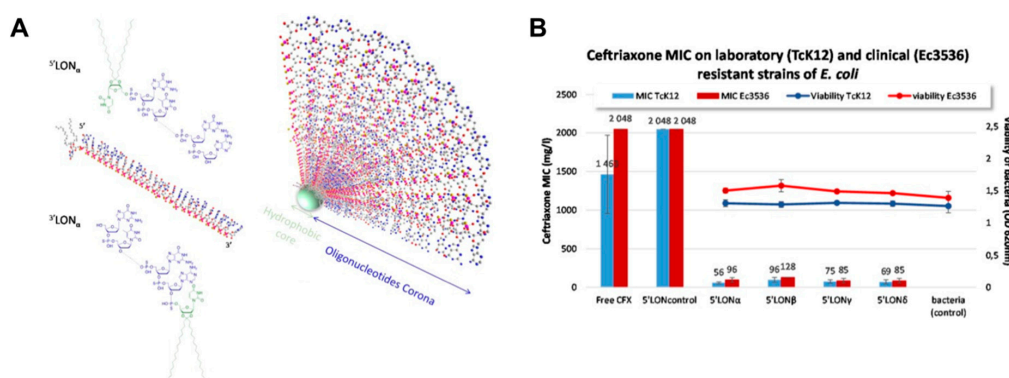 A
5'LONα
5'
3'
3'LONα
Hydrophobic
core
Oligonucleotides Corona
B
Ceftriaxone MIC on laboratory (TcK12) and clinical (Ec3536)
resistant strains of E. coli
MIC TcK12 MIC Ec3536 Viability TcK12 viability Ec3536
Ceftriaxone MIC (mg/l)
2500
2000
1500
1000
500
0
2 048
2 048 2 048
56 96
96 128
75 85
69 85
Free CFX 5'LONcontrol 5'LONα 5'LONβ 5'LONγ 5'LONδ bacteria
(control)
2,5
2
1,5
1
0,5
0
bacteria (OD 620nm)